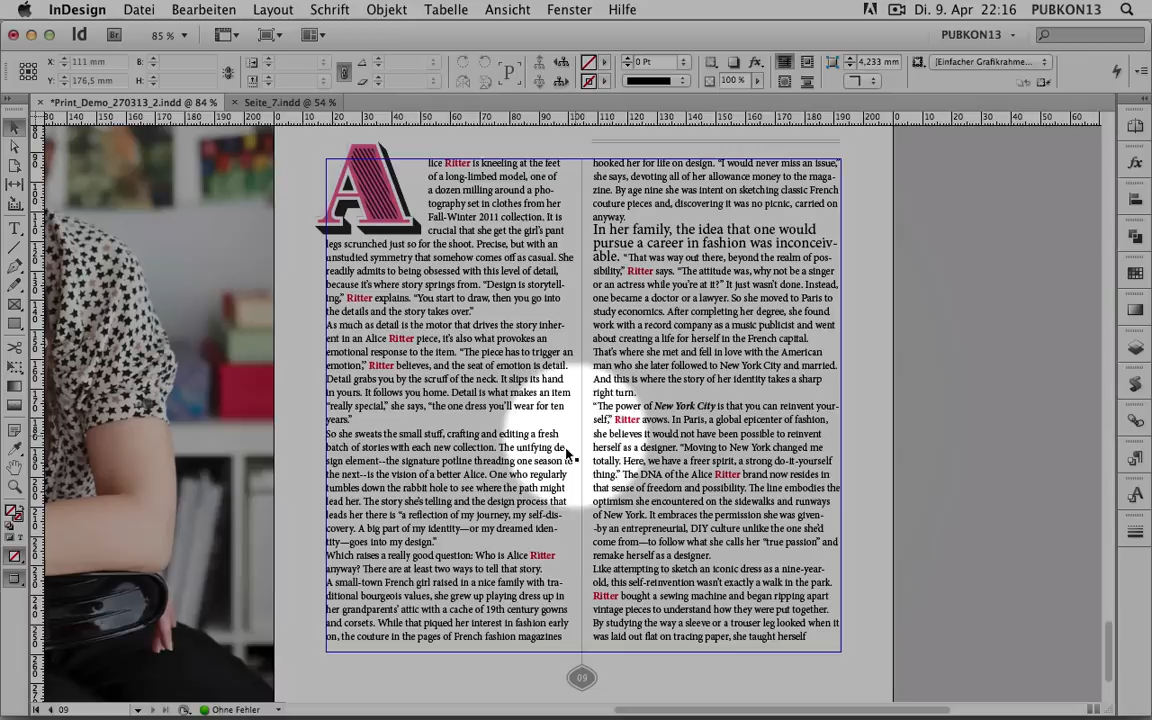 InDesign Datei Bearbeiten Layout Schrift Objekt Tabelle Ansicht Fenster Hilfe Di. 9. Apr 22:16 PUBKON13
Id Br 85 % PUBKON13
X: 111 mm B: 0 Pt 4,233 mm [Einfacher Grafikrahme...
Y: 176,5 mm H: P fx. 100 %
× *Print_Demo_270313_2.indd @ 84 % × Seite_7.indd @ 54 %
A
lice Ritter is kneeling at the feet
of a long-limbed model, one of
a dozen milling around a pho-
tography set in clothes from her
Fall-Winter 2011 collection. It is
crucial that she get the girl's pant
legs scrunched just so for the shoot. Precise, but with an
unstudied symmetry that somehow comes off as casual. She
readily admits to being obsessed with this level of detail,
because it's where story springs from. “Design is storytell-
ing,” Ritter explains. “You start to draw, then you go into
the details and the story takes over.”
As much as detail is the motor that drives the story inher-
ent in an Alice Ritter piece, it's also what provokes an
emotional response to the item. “The piece has to trigger an
emotion,” Ritter believes, and the seat of emotion is detail.
Detail grabs you by the scruff of the neck. It slips its hand
in yours. It follows you home. Detail is what makes an item
“really special,” she says, “the one dress you'll wear for ten
years.”
So she sweats the small stuff, crafting and editing a fresh
batch of stories with each new collection. The unifying de
sign element--the signature potline threading one season to
the next--is the vision of a better Alice. One who regularly
tumbles down the rabbit hole to see where the path might
lead her. The story she's telling and the design process that
leads her there is “a reflection of my journey, my self-dis-
covery. A big part of my identity—or my dreamed iden-
tity—goes into my design.”
Which raises a really good question: Who is Alice Ritter
anyway? There are at least two ways to tell that story.
A small-town French girl raised in a nice family with tra-
ditional bourgeois values, she grew up playing dress up in
her grandparents' attic with a cache of 19th century gowns
and corsets. While that piqued her interest in fashion early
on, the couture in the pages of French fashion magazines
hooked her for life on design. “I would never miss an issue,”
she says, devoting all of her allowance money to the maga-
zine. By age nine she was intent on sketching classic French
couture pieces and, discovering it was no picnic, carried on
anyway.
In her family, the idea that one would
pursue a career in fashion was inconceiv-
able. “That was way out there, beyond the realm of pos-
sibility,” Ritter says. “The attitude was, why not be a singer
or an actress while you're at it?” It just wasn't done. Instead,
one became a doctor or a lawyer. So she moved to Paris to
study economics. After completing her degree, she found
work with a record company as a music publicist and went
about creating a life for herself in the French capital.
That's where she met and fell in love with the American
man who she later followed to New York City and married.
And this is where the story of her identity takes a sharp
right turn.
“The power of New York City is that you can reinvent your-
self,” Ritter avows. In Paris, a global epicenter of fashion,
she believes it would not have been possible to reinvent
herself as a designer. “Moving to New York changed me
totally. Here, we have a freer spirit, a strong do-it-yourself
thing.” The DNA of the Alice Ritter brand now resides in
that sense of freedom and possibility. The line embodies the
optimism she encountered on the sidewalks and runways
of New York. It embraces the permission she was given-
-by an entrepreneurial, DIY culture unlike the one she'd
come from—to follow what she calls her “true passion” and
remake herself as a designer.
Like attempting to sketch an iconic dress as a nine-year-
old, this self-reinvention wasn't exactly a walk in the park.
Ritter bought a sewing machine and began ripping apart
vintage pieces to understand how they were put together.
By studying the way a sleeve or a trouser leg looked when it
was laid out flat on tracing paper, she taught herself
09
09 Ohne Fehler